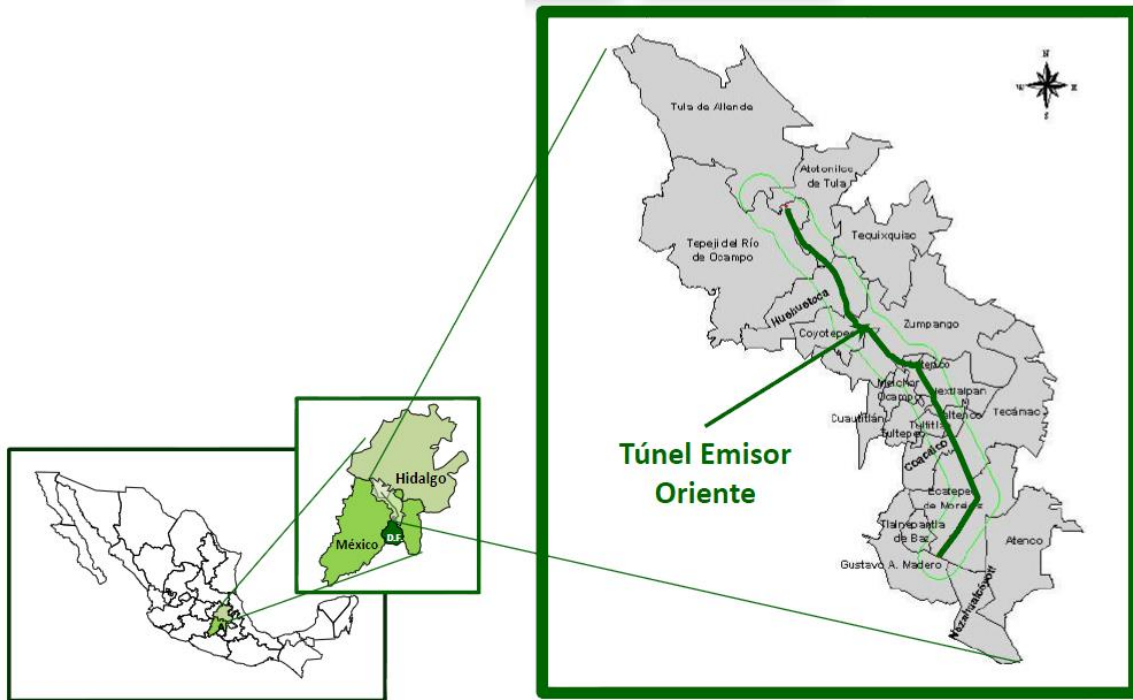 N
W
E
S
Tula de Allende
Atotonilco
de Tula
Tequixquiac
Tepeji del Río
de Ocampo
Huehuetoca
Zumpango
Coyotepec
Melchor
Ocampo
Nextlalpan
Cuautitlán
Tultepec
Tultitlán
Jaltenco
Tecámac
Coacalco
Túnel Emisor
Oriente
Ecatepec
de Morelos
Tlalnepantla
de Baz
Atenco
Gustavo A. Madero
Nezahualcóyotl
Hidalgo
México
D.F.